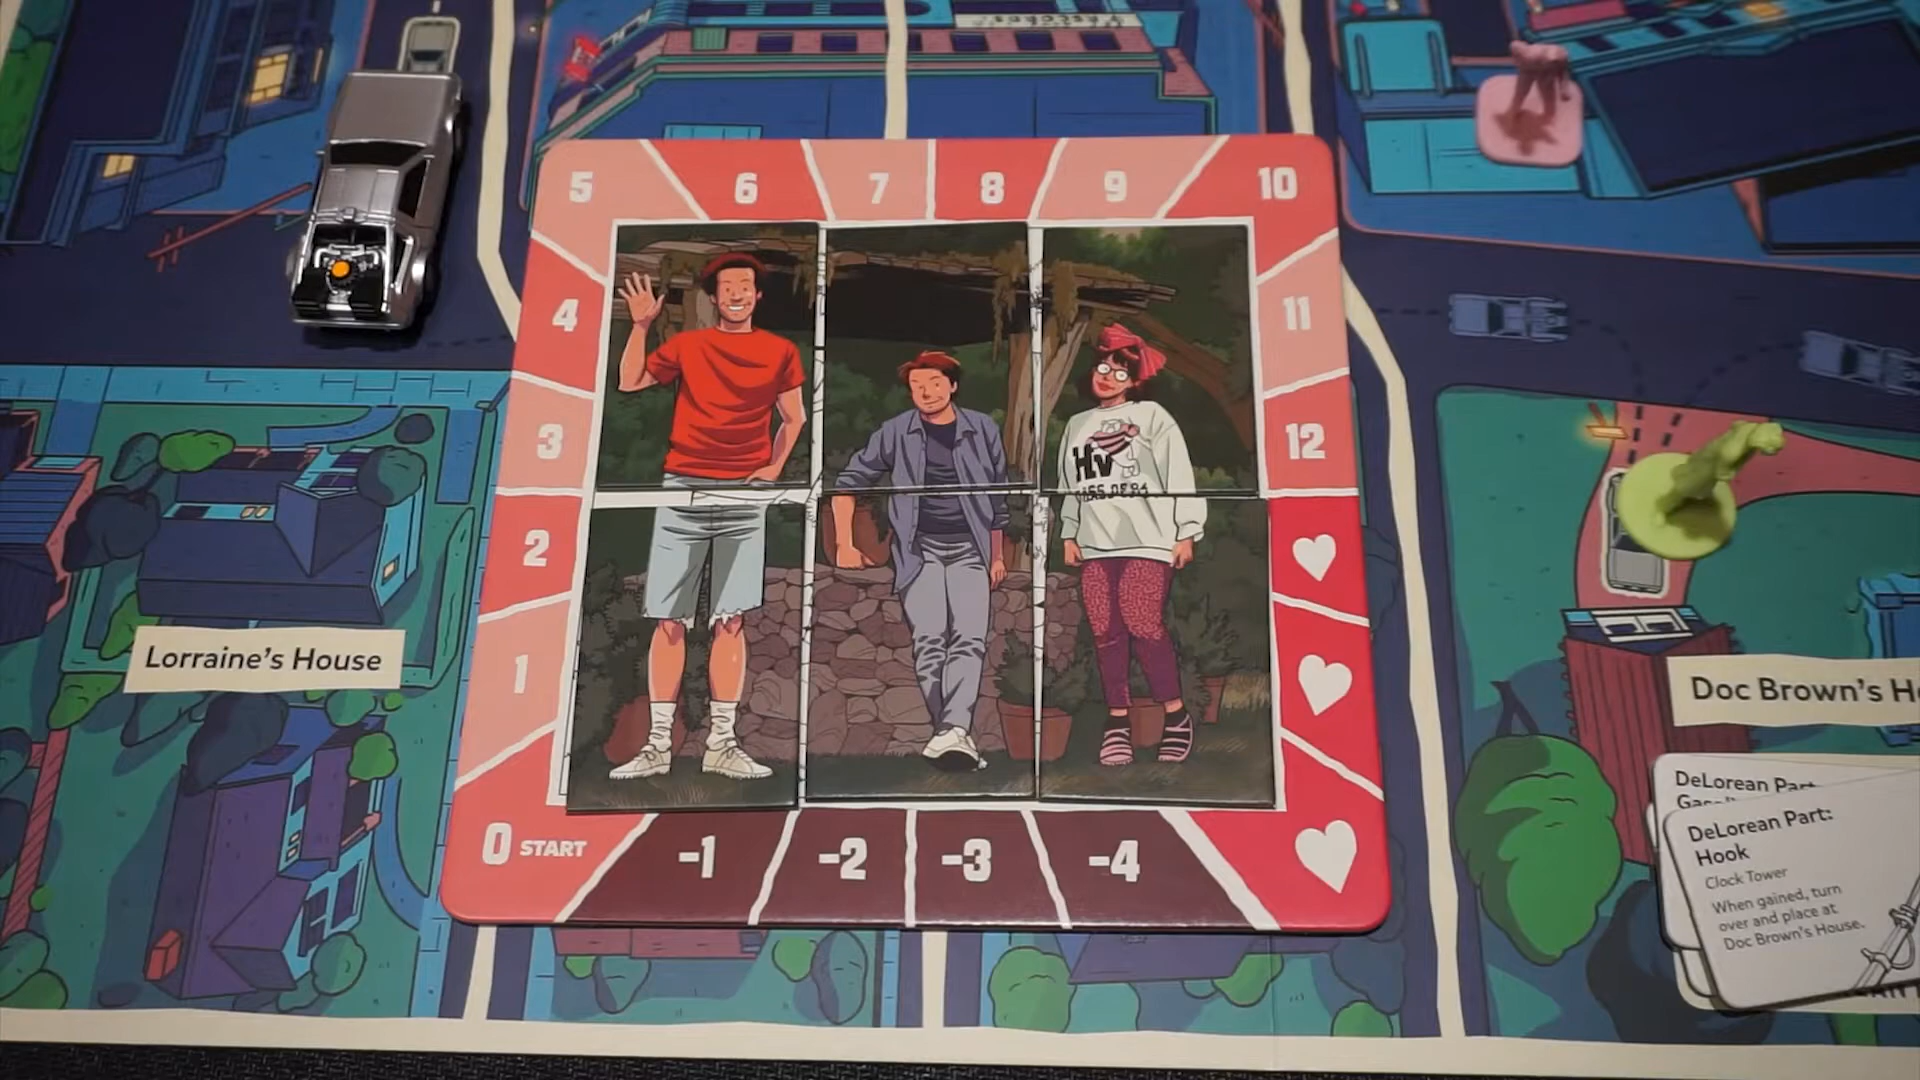 5 6 7 8 9 10
4 11
3 12
2
1
0 START -1 -2 -3 -4
Lorraine's House
Doc Brown's
DeLorean Part:
Hook
Clock Tower
When gained, turn
over and place at
Doc Brown's House.
DeLorean Part